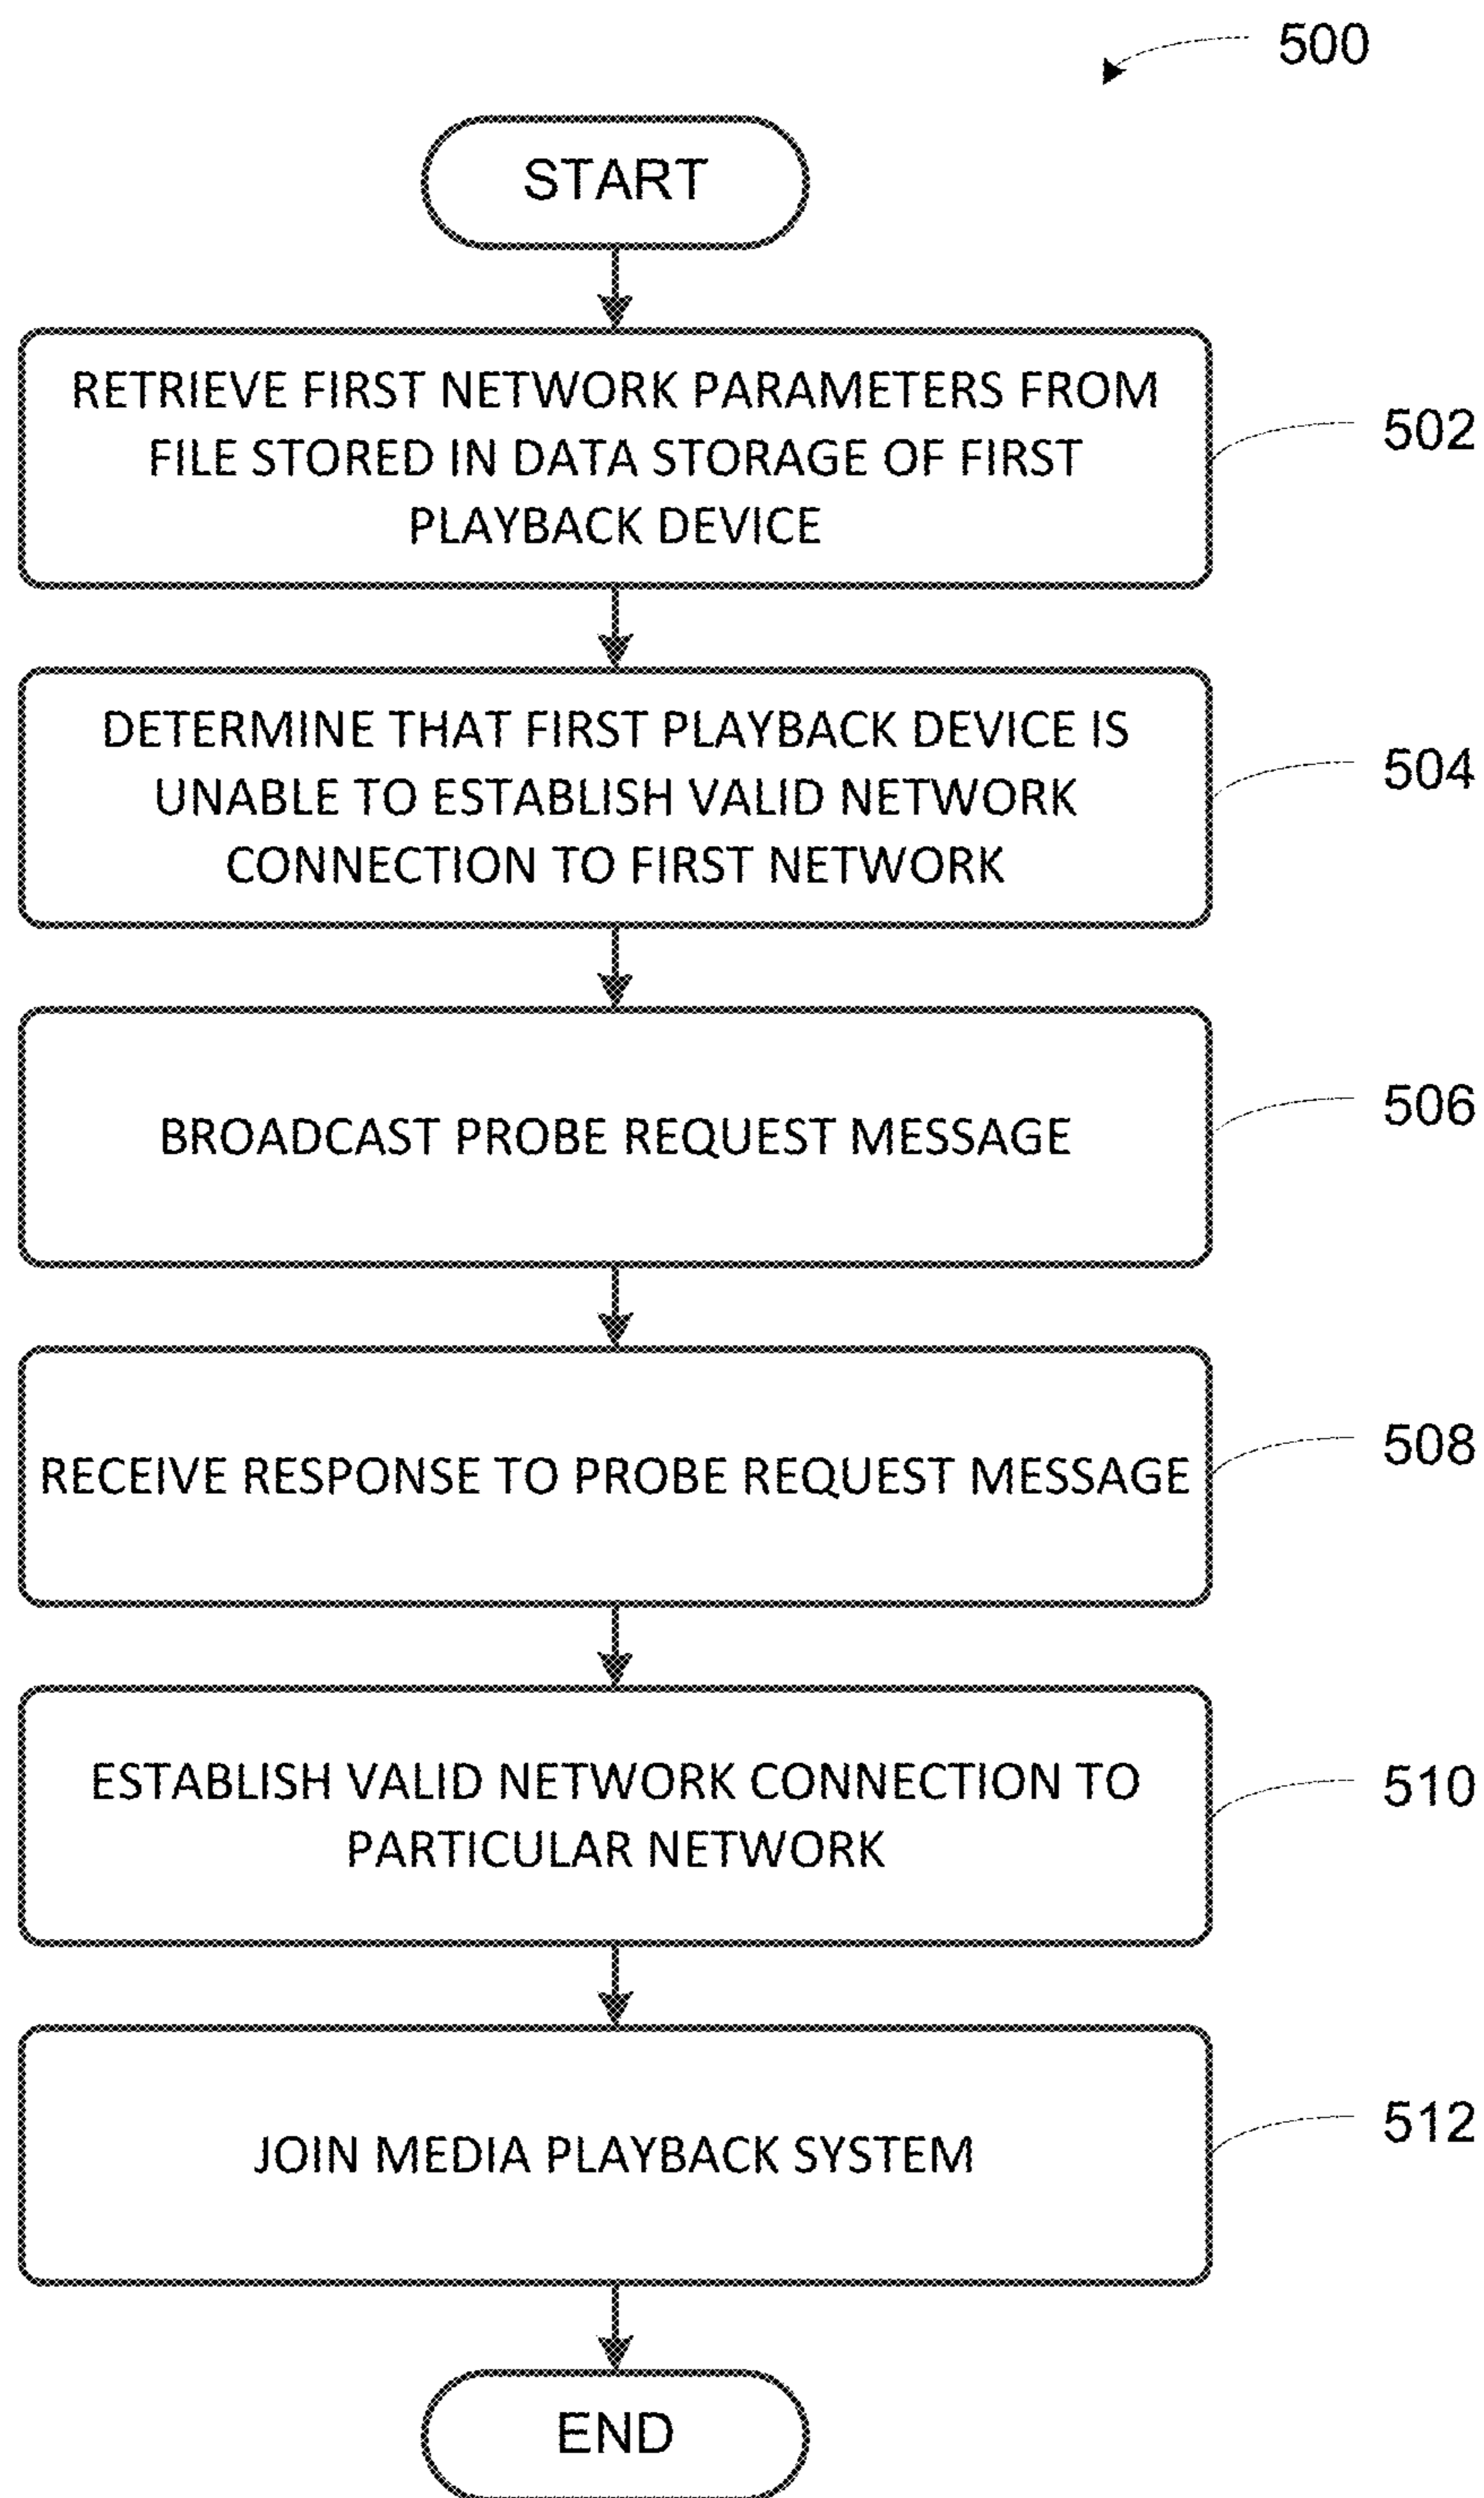 500
START
RETRIEVE FIRST NETWORK PARAMETERS FROM
FILE STORED IN DATA STORAGE OF FIRST
PLAYBACK DEVICE
502
DETERMINE THAT FIRST PLAYBACK DEVICE IS
UNABLE TO ESTABLISH VALID NETWORK
CONNECTION TO FIRST NETWORK
504
BROADCAST PROBE REQUEST MESSAGE
506
RECEIVE RESPONSE TO PROBE REQUEST MESSAGE
508
ESTABLISH VALID NETWORK CONNECTION TO
PARTICULAR NETWORK
510
JOIN MEDIA PLAYBACK SYSTEM
512
END